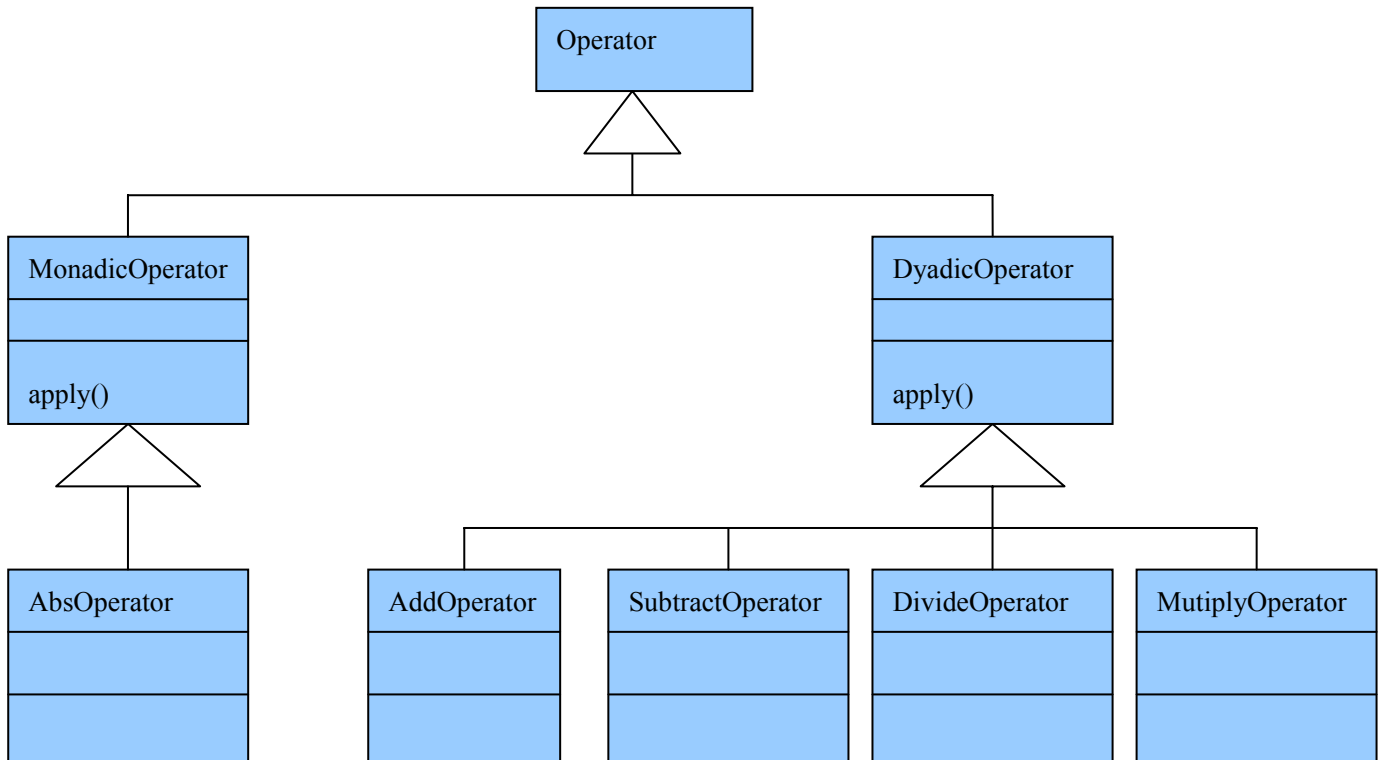 Operator
MonadicOperator
DyadicOperator
apply()
apply()
AbsOperator
AddOperator
SubtractOperator
DivideOperator
MutiplyOperator